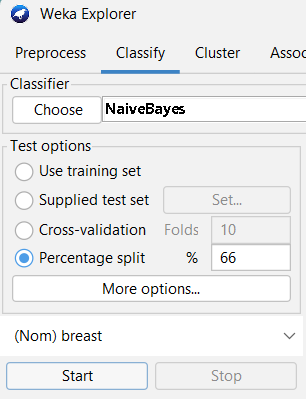 Weka Explorer
Preprocess Classify Cluster Assoc
Classifier
Choose NaiveBayes
Test options
Use training set
Supplied test set Set...
Cross-validation Folds 10
Percentage split % 66
More options...
(Nom) breast
Start Stop